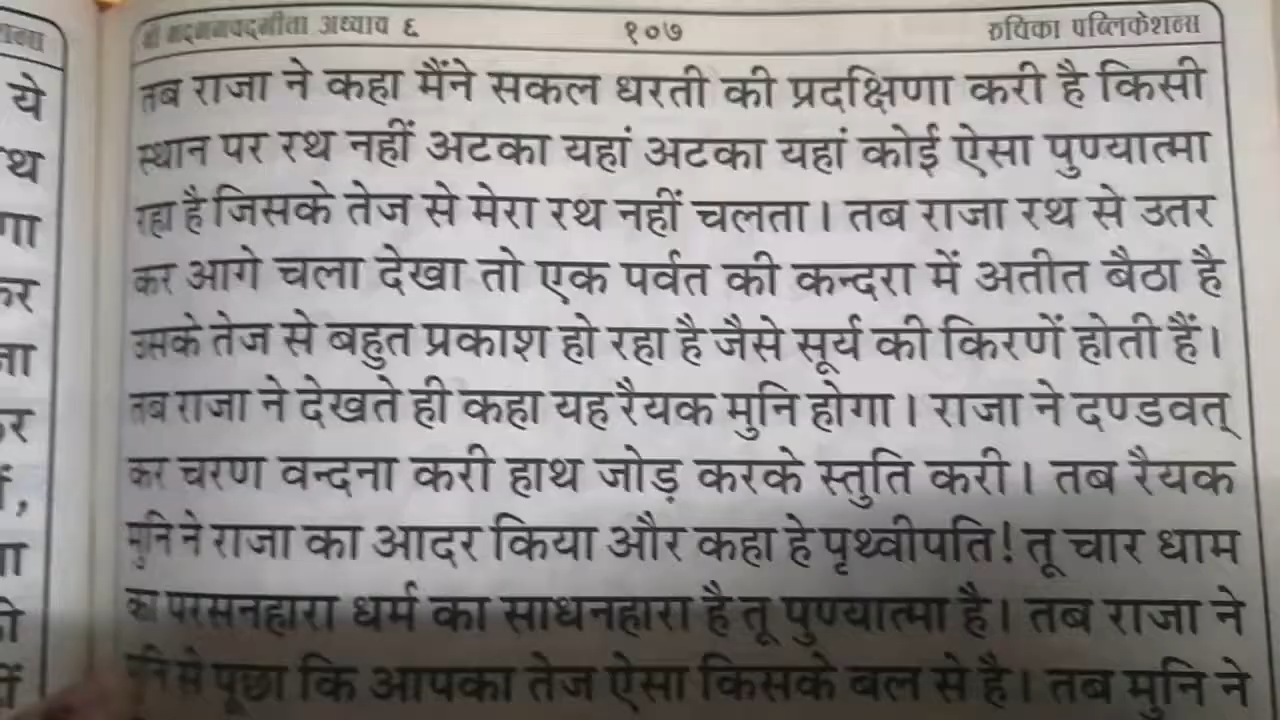 श्री मद्भगवद्गीता अध्याय ६ १०७ रुचिका पब्लिकेशन्स
तब राजा ने कहा मैंने सकल धरती की प्रदक्षिणा करी है किसी
स्थान पर रथ नहीं अटका यहां अटका यहां कोई ऐसा पुण्यात्मा
रहा है जिसके तेज से मेरा रथ नहीं चलता। तब राजा रथ से उतर
कर आगे चला देखा तो एक पर्वत की कन्दरा में अतीत बैठा है
उसके तेज से बहुत प्रकाश हो रहा है जैसे सूर्य की किरणें होती हैं।
तब राजा ने देखते ही कहा यह रैयक मुनि होगा। राजा ने दण्डवत्
कर चरण वन्दना करी हाथ जोड़ करके स्तुति करी। तब रैयक
मुनि ने राजा का आदर किया और कहा हे पृथ्वीपति! तू चार धाम
का परसनहारा धर्म का साधनहारा है तू पुण्यात्मा है। तब राजा ने
से पूछा कि आपका तेज ऐसा किसके बल से है। तब मुनि ने